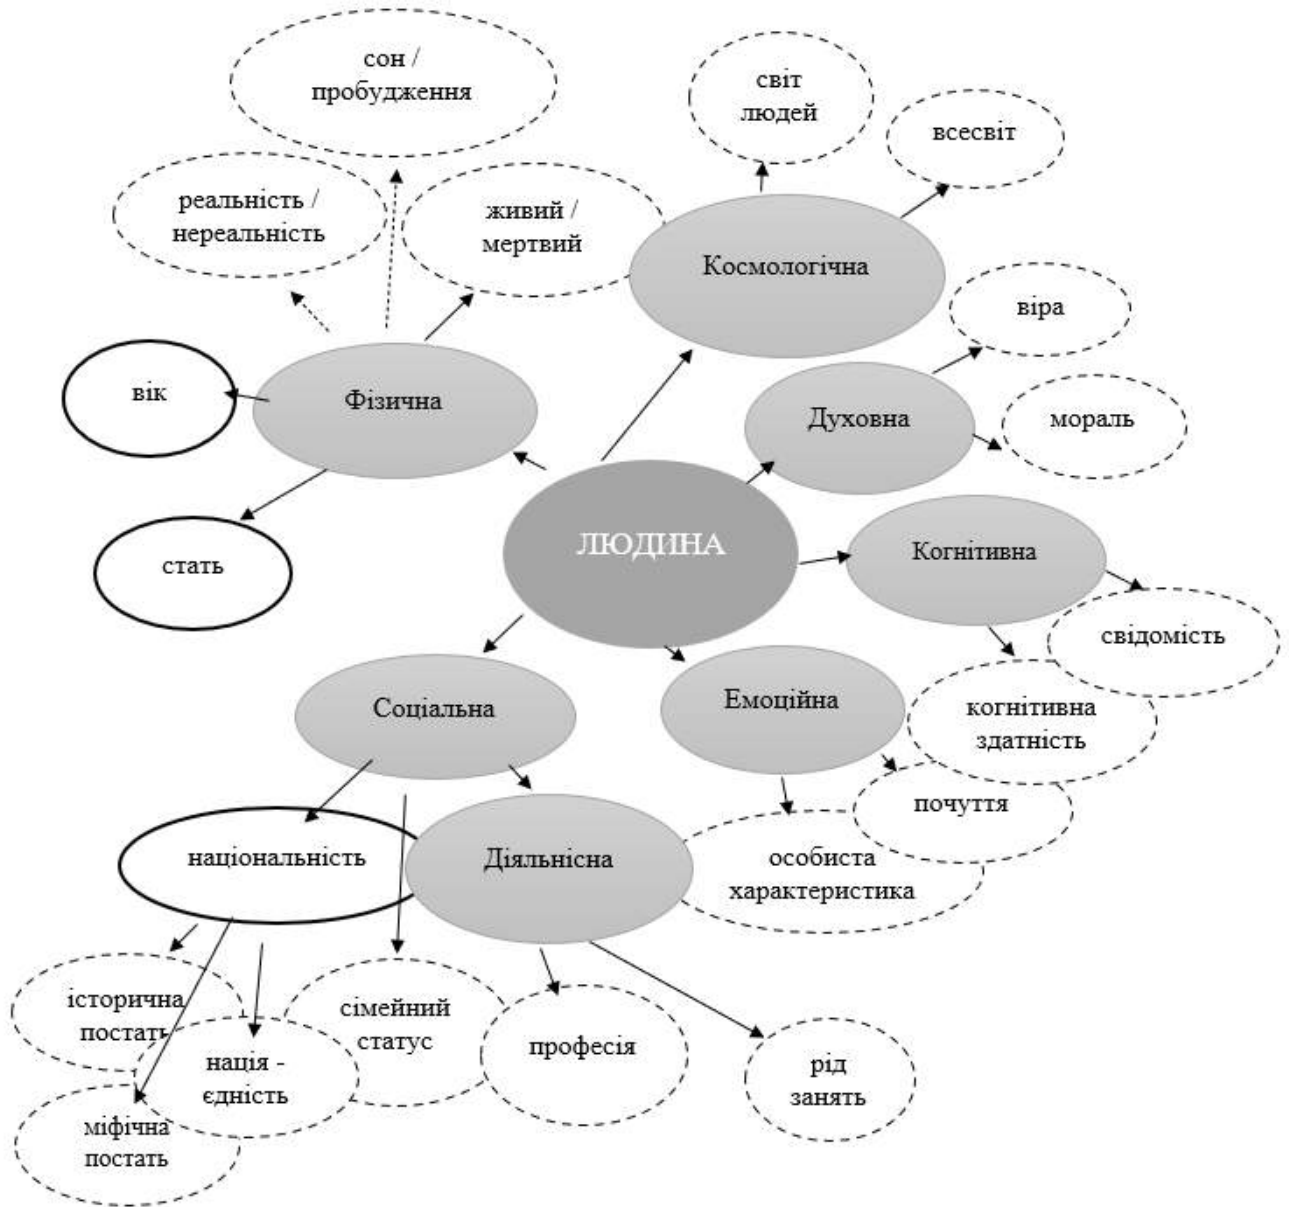 сон /
пробудження
світ
людей
всесвіт
реальність /
нереальність
живий /
мертвий
Космологічна
віра
вік
Фізична
Духовна
мораль
ЛЮДИНА
Когнітивна
стать
свідомість
Соціальна
Емоційна
когнітивна
здатність
почуття
національність
Діяльнісна
особиста
характеристика
історична
постать
сімейний
статус
професія
нація -
єдність
рід
занять
міфічна
постать